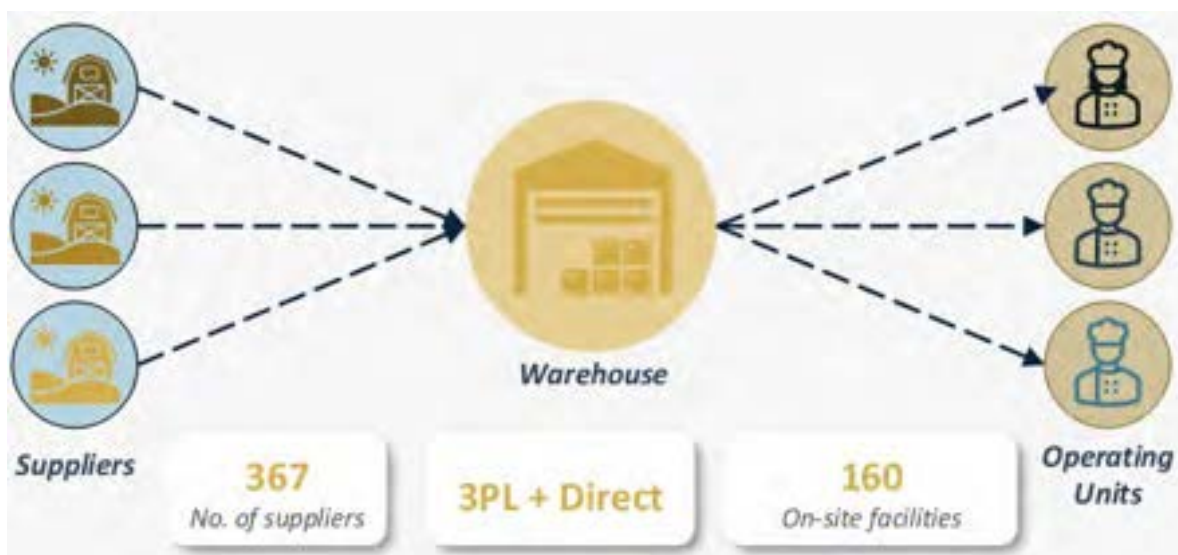 Warehouse
Suppliers
367
No. of suppliers
3PL + Direct
160
On-site facilities
Operating
Units